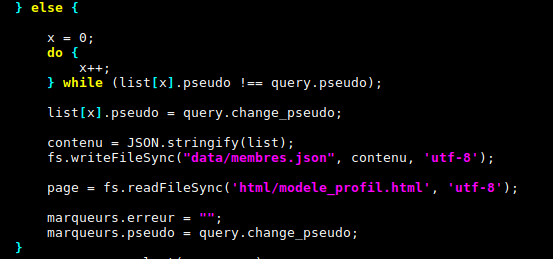 } else {
x = 0;
do {
x++;
} while (list[x].pseudo !== query.pseudo);
list[x].pseudo = query.change_pseudo;
contenu = JSON.stringify(list);
fs.writeFileSync("data/membres.json", contenu, 'utf-8');
page = fs.readFileSync('html/modele_profil.html', 'utf-8');
marqueurs.erreur = "";
marqueurs.pseudo = query.change_pseudo;
}